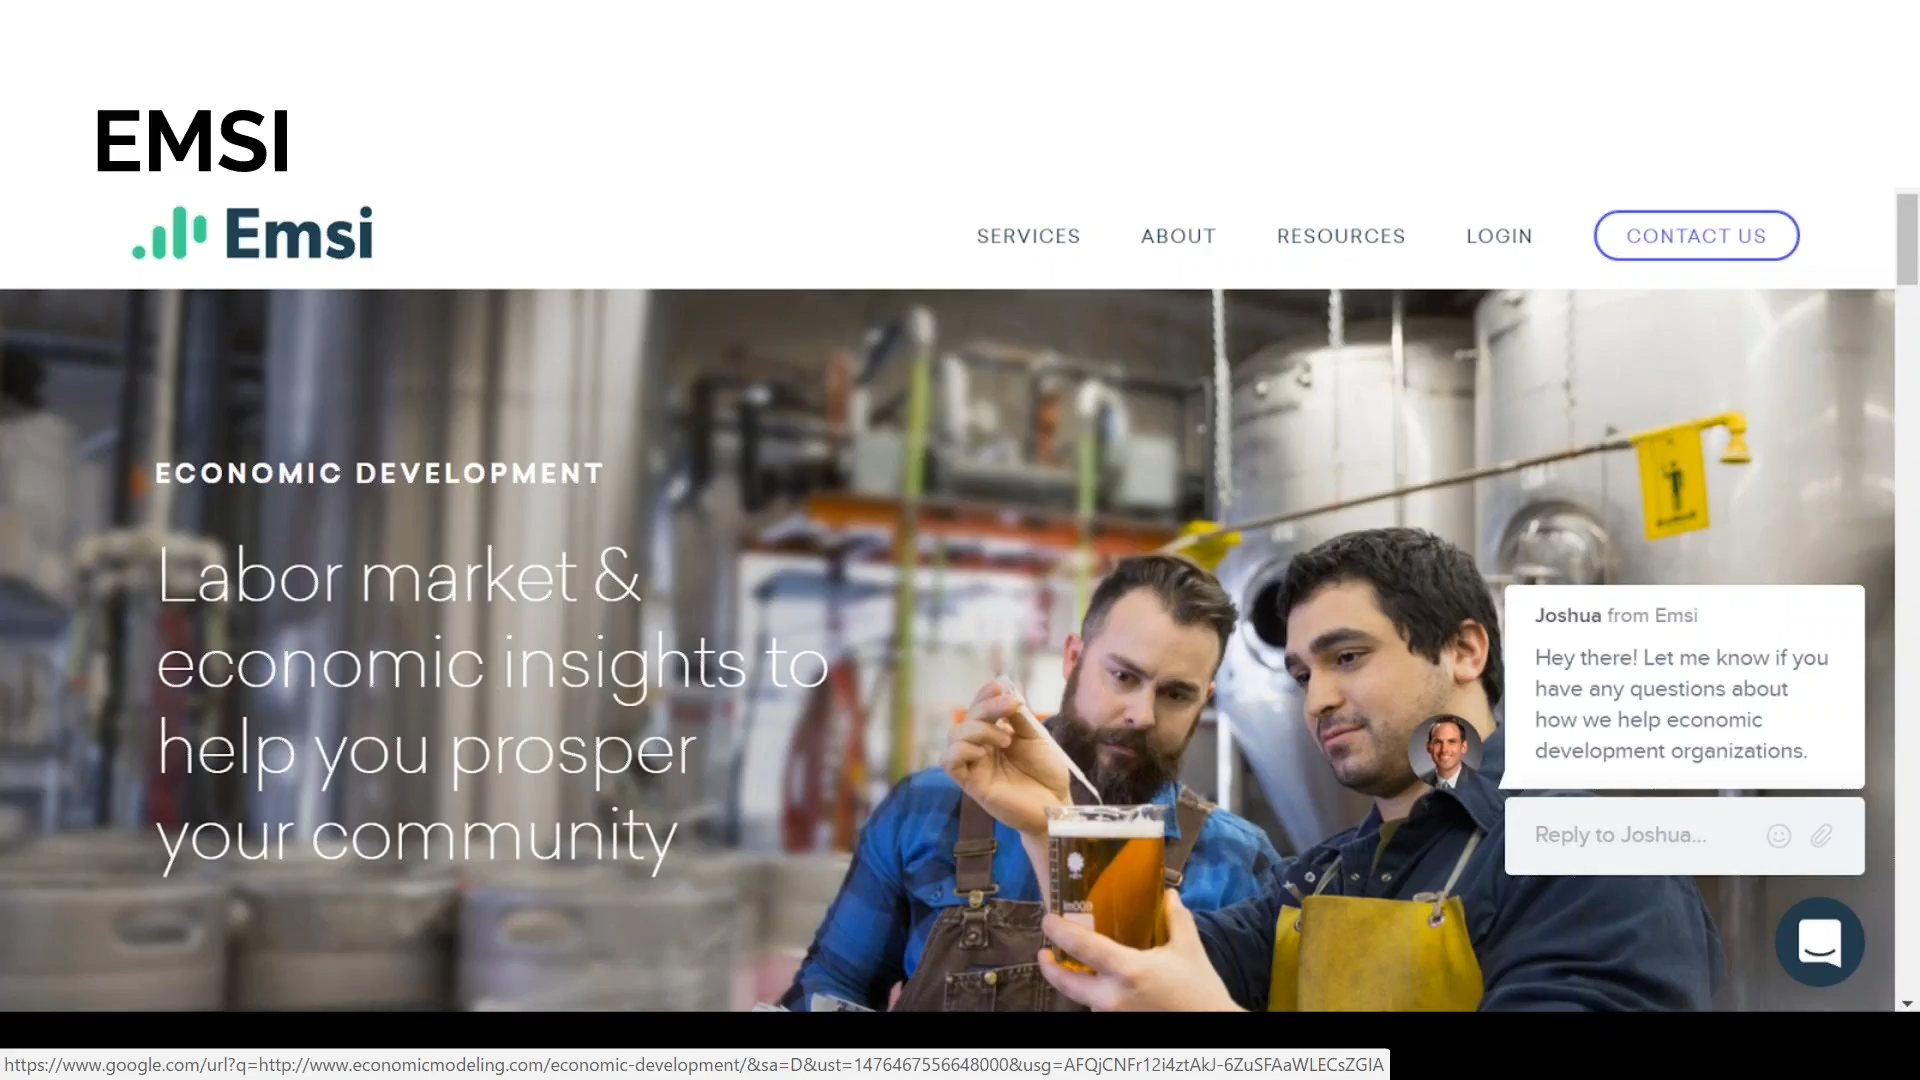 EMSI
Emsi
SERVICES ABOUT RESOURCES LOGIN CONTACT US
ECONOMIC DEVELOPMENT
Labor market &
economic insights to
help you prosper
your community
Joshua from Emsi
Hey there! Let me know if you
have any questions about
how we help economic
development organizations.
Reply to Joshua...
https://www.google.com/url?q=http://www.economicmodeling.com/economic-development/&sa=D&ust=1476467556648000&usg=AFQjCNFr12i4ztAkJ-6ZuSFAaWLECsZGIA